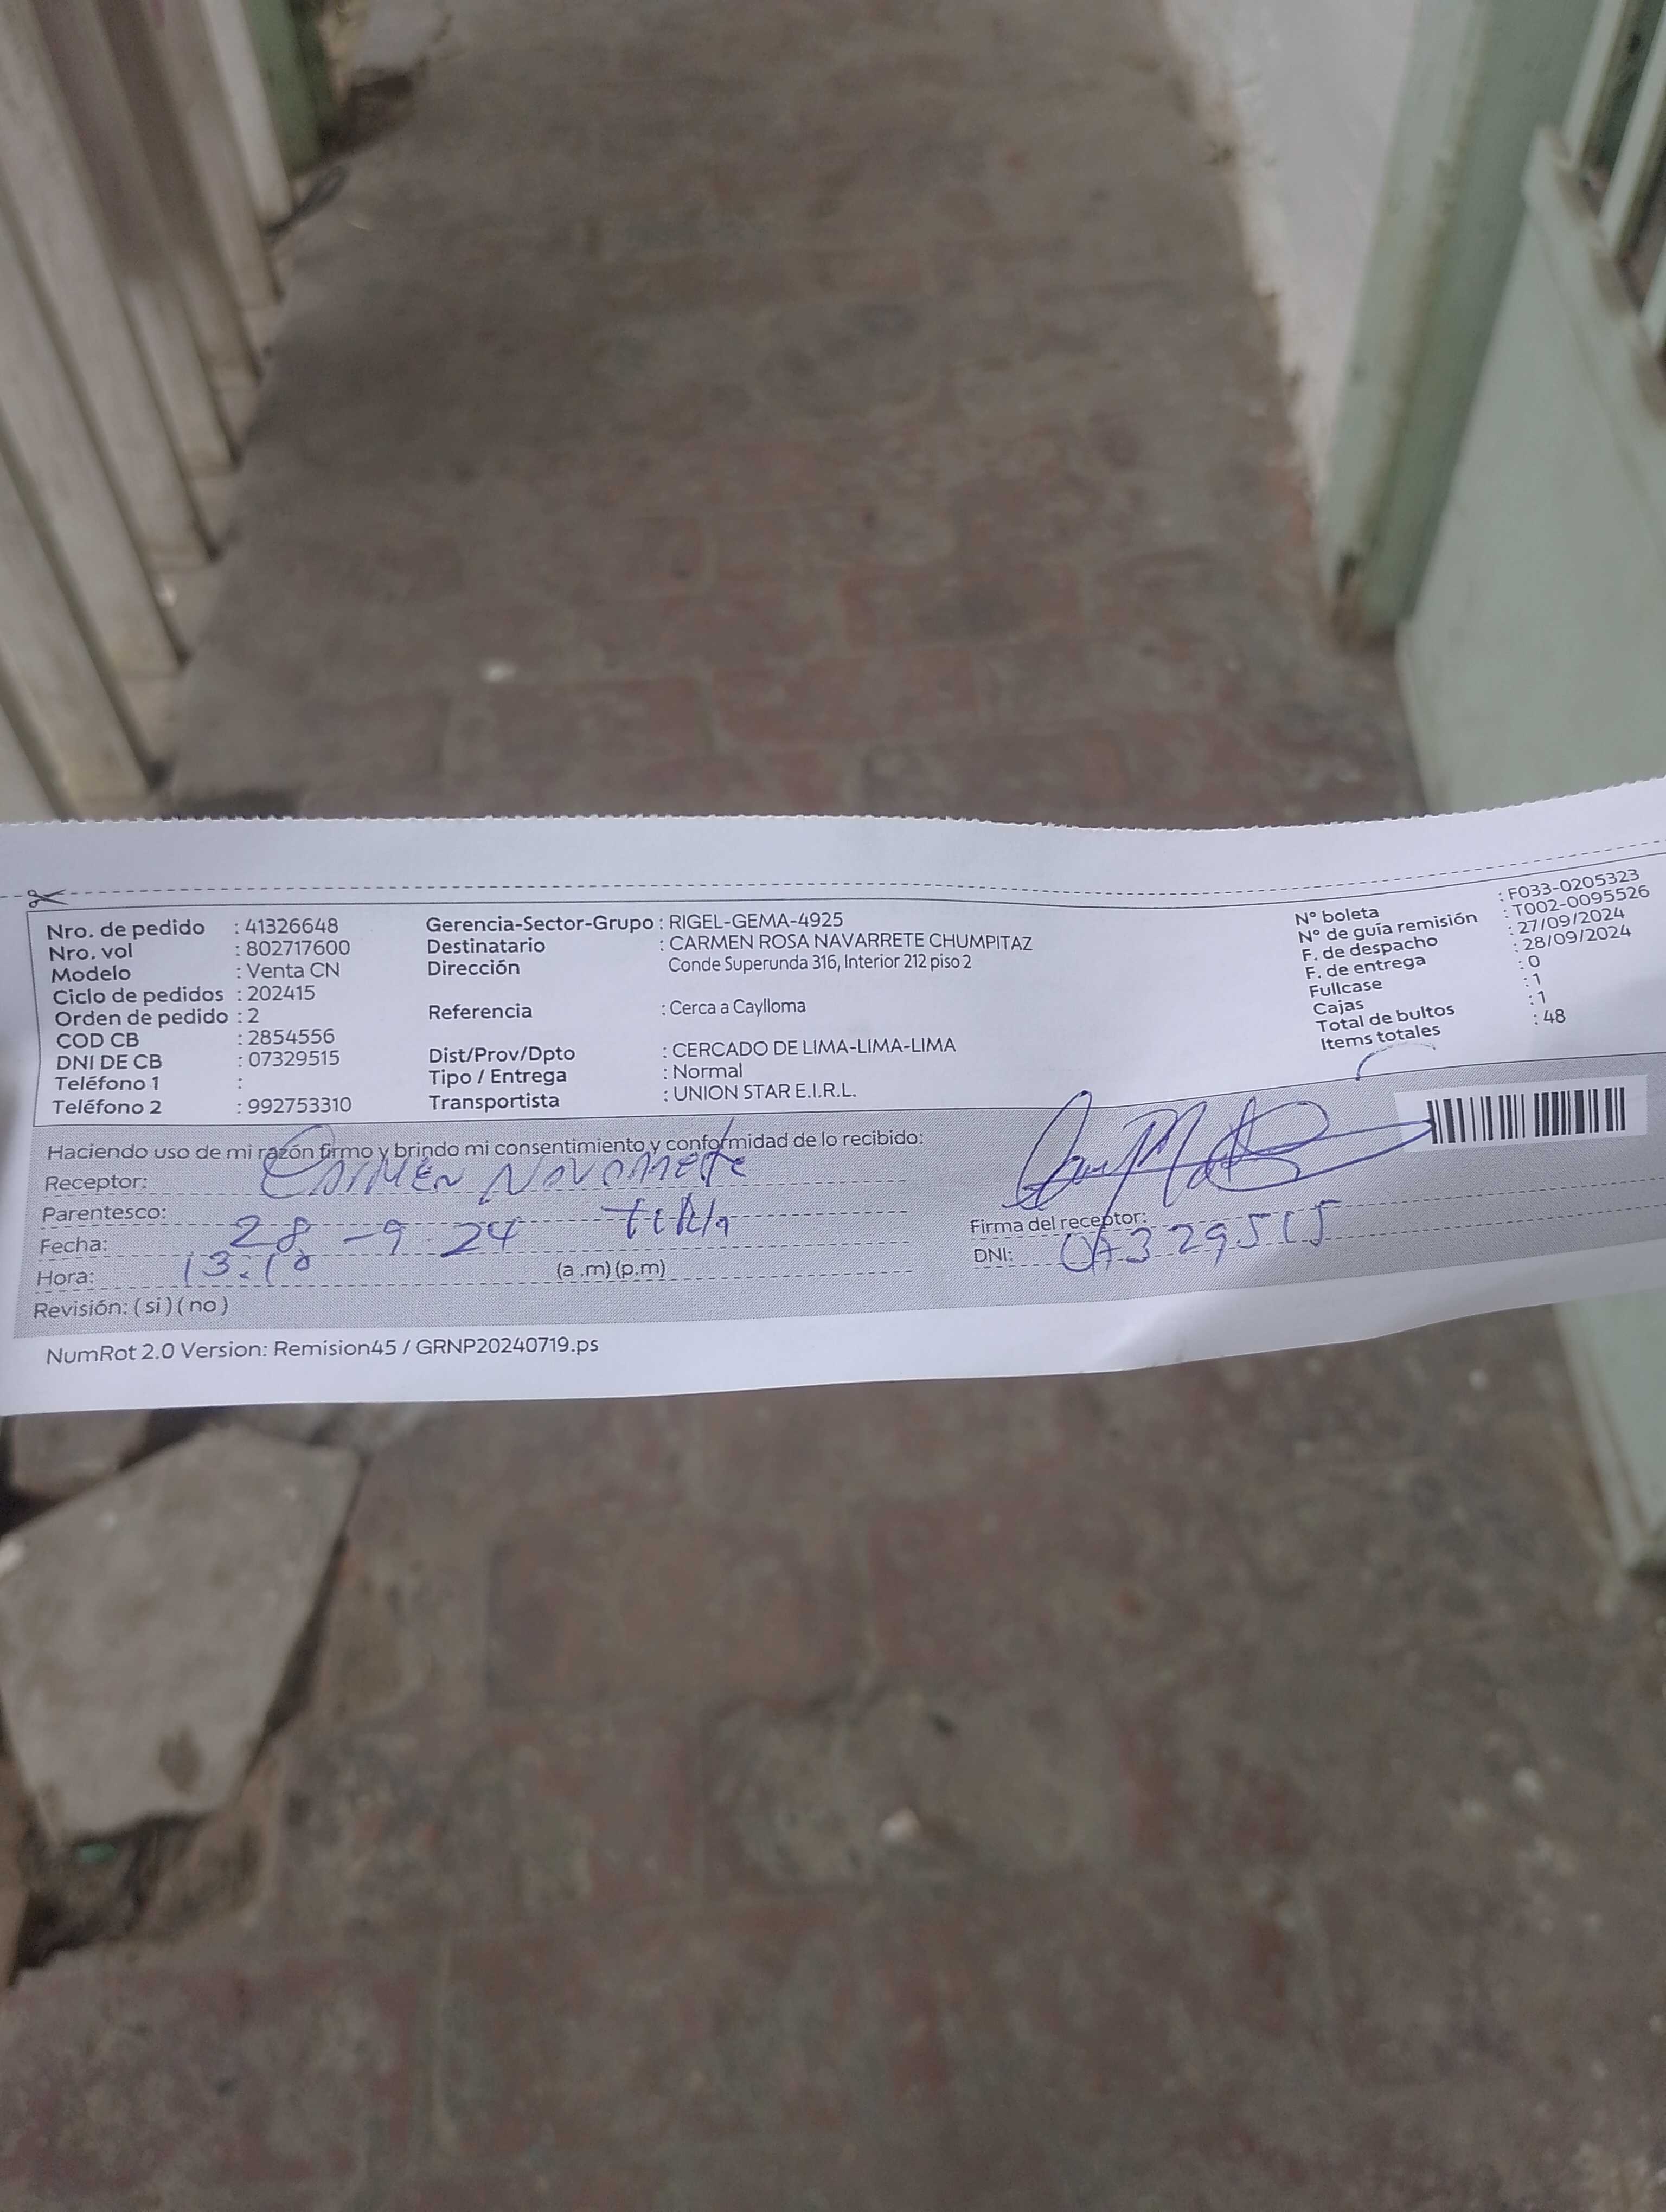 Nro. de pedido : 41326648
Nro. vol : 802717600
Modelo : Venta CN
Ciclo de pedidos : 202415
Orden de pedido : 2
COD CB : 2854556
DNI DE CB : 07329515
Teléfono 1 :
Teléfono 2 : 992753310
Gerencia-Sector-Grupo : RIGEL-GEMA-4925
Destinatario : CARMEN ROSA NAVARRETE CHUMPITAZ
Dirección Conde Superunda 316, Interior 212 piso 2
Referencia : Cerca a Caylloma
Dist/Prov/Dpto : CERCADO DE LIMA-LIMA-LIMA
Tipo / Entrega : Normal
Transportista : UNION STAR E.I.R.L.
N° boleta : F033-0205323
N° de guía remisión : T002-0095526
F. de despacho : 27/09/2024
F. de entrega : 28/09/2024
Fullcase : 0
Cajas : 1
Total de bultos : 1
Items totales : 48
Haciendo uso de mi razón firmo y brindo mi consentimiento y conformidad de lo recibido:
Receptor: Carmen Navarrete
Parentesco:
Fecha: 28-9 24
Hora: 13.10 (a .m) (p.m)
Revisión: ( si ) ( no )
Firma del receptor:
DNI: 07329515
NumRot 2.0 Version: Remision45 / GRNP20240719.ps